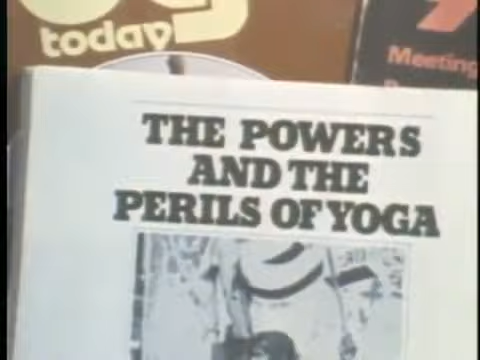 today
Meeting
THE POWERS
AND THE
PERILS OF YOGA